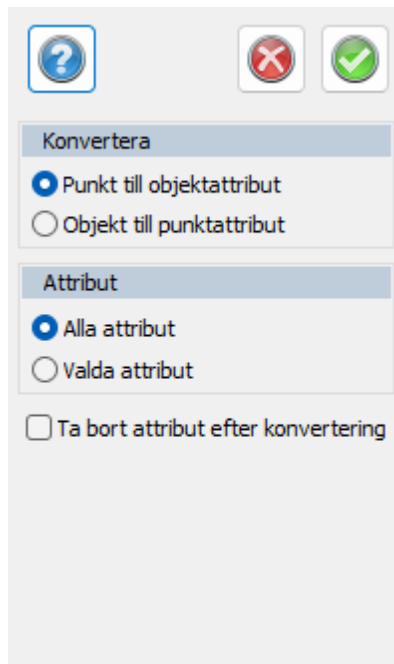 Konvertera
Punkt till objektattribut
Objekt till punktattribut
Attribut
Alla attribut
Valda attribut
Ta bort attribut efter konvertering